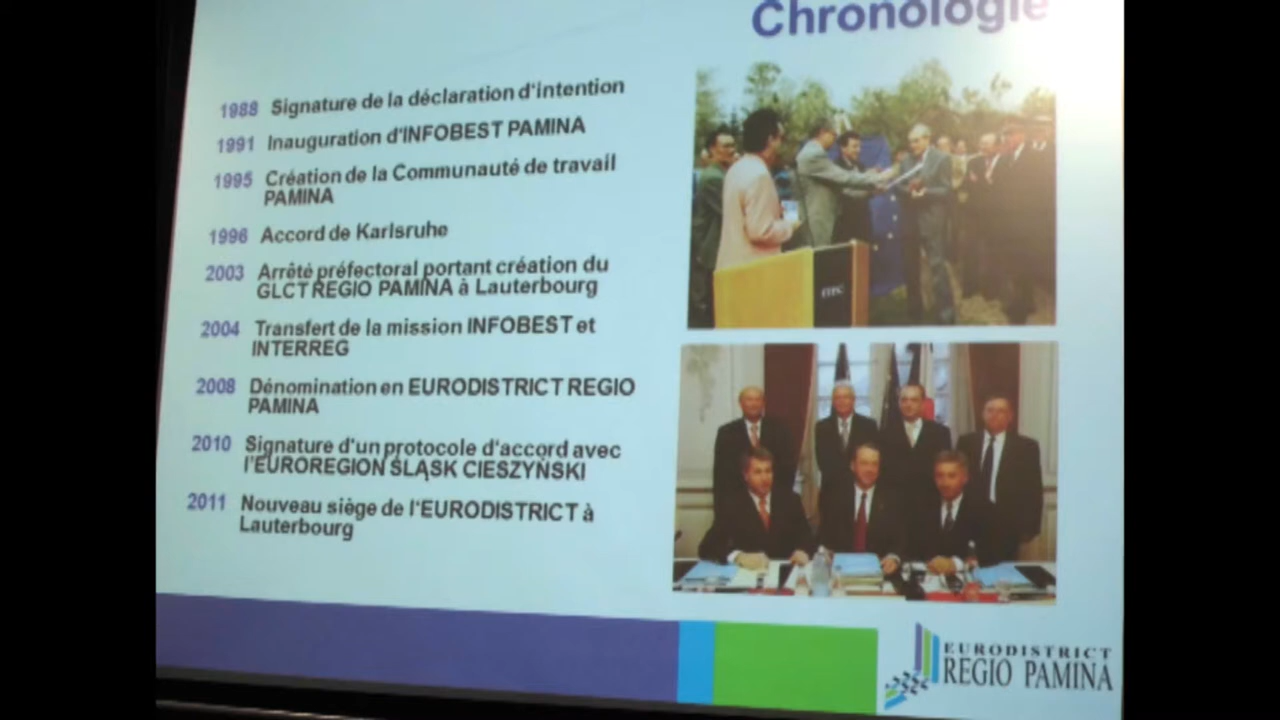 Chronologie
1988 Signature de la déclaration d'intention
1991 Inauguration d'INFOBEST PAMINA
1995 Création de la Communauté de travail
PAMINA
1996 Accord de Karlsruhe
2003 Arrêté préfectoral portant création du
GLCT REGIO PAMINA à Lauterbourg
2004 Transfert de la mission INFOBEST et
INTERREG
2008 Dénomination en EURODISTRICT REGIO
PAMINA
2010 Signature d'un protocole d'accord avec
l'EUROREGION ŚLĄSK CIESZYŃSKI
2011 Nouveau siège de l'EURODISTRICT à
Lauterbourg
EURODISTRICT
REGIO PAMINA